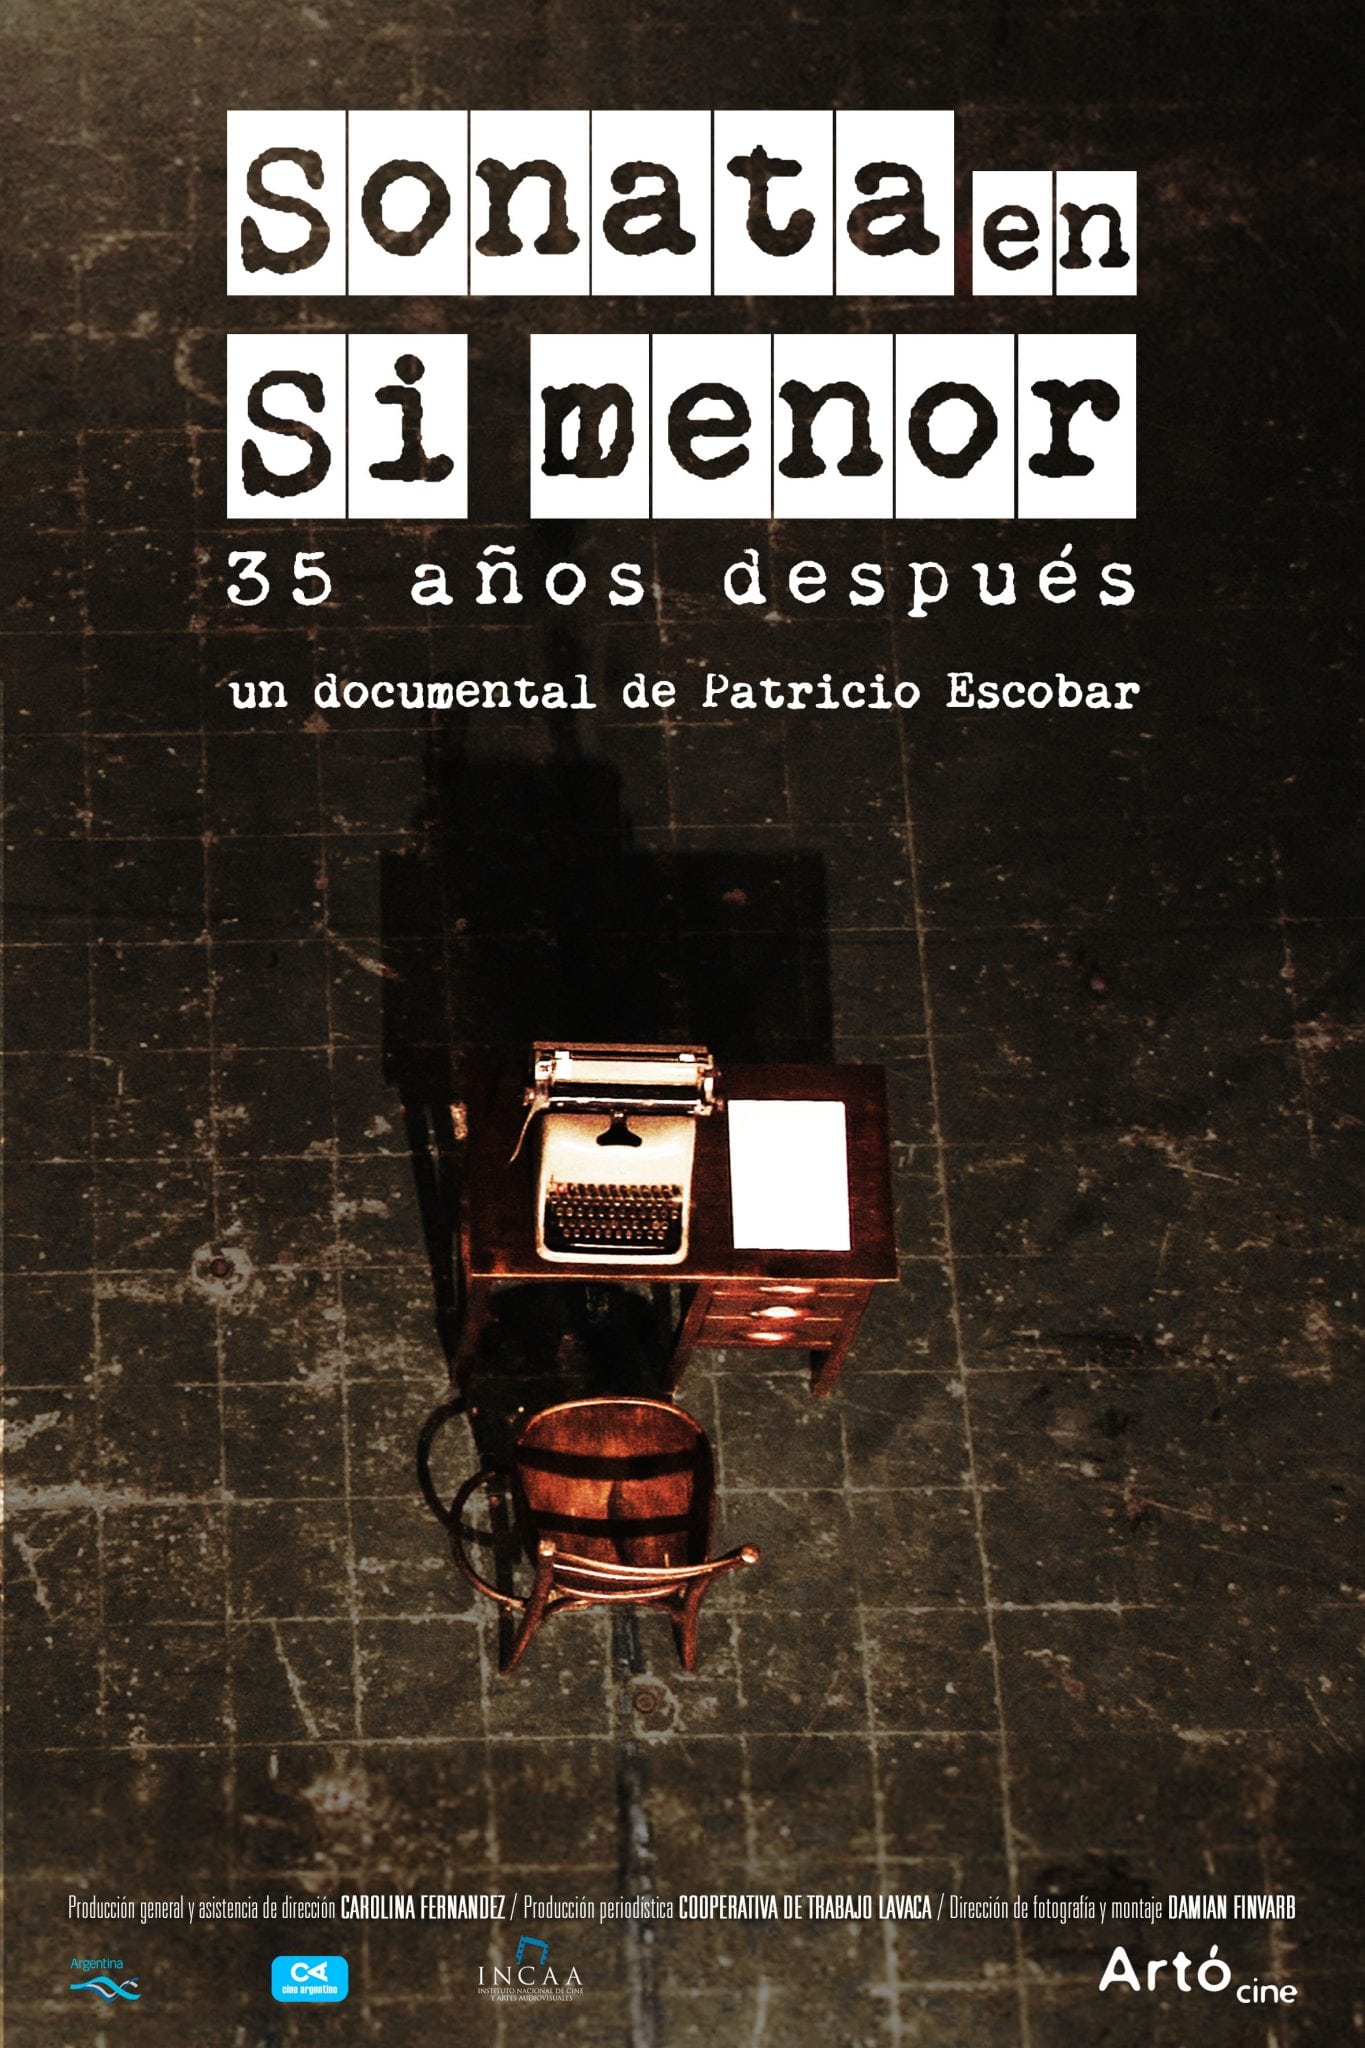 Sonata en
Si menor
35 años después
un documental de Patricio Escobar
Producción general y asistencia de dirección CAROLINA FERNANDEZ / Producción periodística COOPERATIVA DE TRABAJO LAVACA / Dirección de fotografía y montaje DAMIAN FINVARB
Argentina
CA
cine argentino
INCAA
INSTITUTO NACIONAL DE CINE
Y ARTES AUDIOVISUALES
Artó
cine